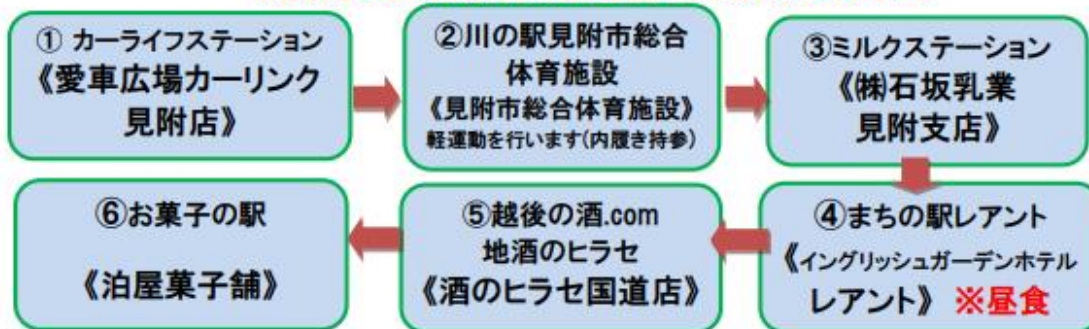 ① カーライフステーション
《愛車広場カーリンク
見附店》
②川の駅見附市総合
体育施設
《見附市総合体育施設》
軽運動を行います(内履き持参)
③ミルクステーション
《㈱石坂乳業
見附支店》
④まちの駅レアント
《イングリッシュガーデンホテル
レアント》 ※昼食
⑤越後の酒.com
地酒のヒラセ
《酒のヒラセ国道店》
⑥お菓子の駅
《泊屋菓子舗》